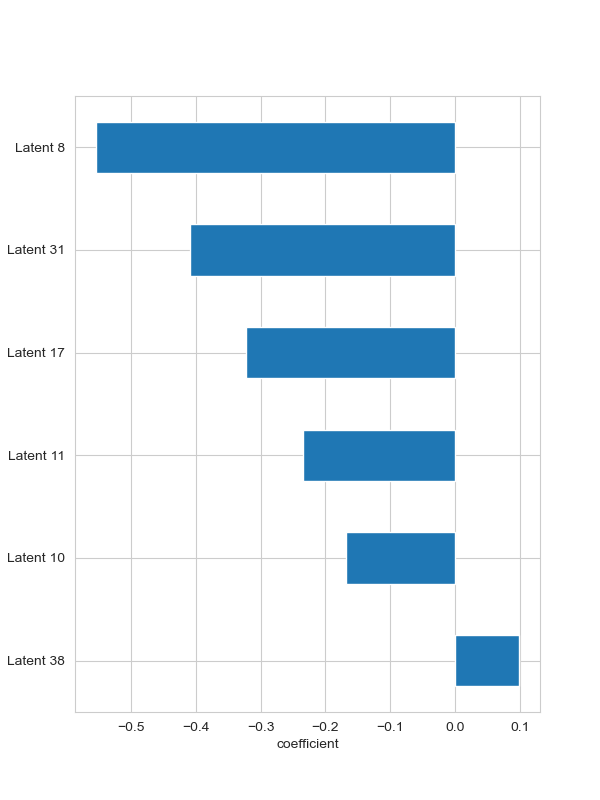 Latent 8
Latent 31
Latent 17
Latent 11
Latent 10
Latent 38
−0.5 −0.4 −0.3 −0.2 −0.1 0.0 0.1
coefficient